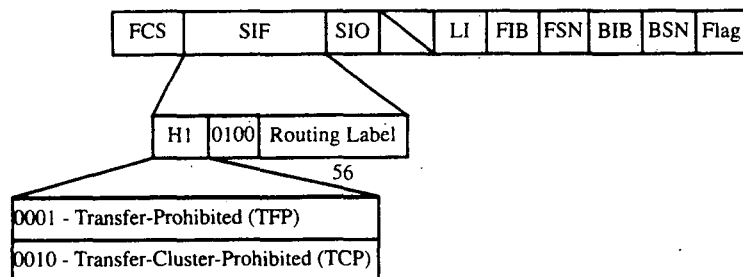 FCS SIF SIO LI FIB FSN BIB BSN Flag
H1 0100 Routing Label
56
0001 - Transfer-Prohibited (TFP)
0010 - Transfer-Cluster-Prohibited (TCP)